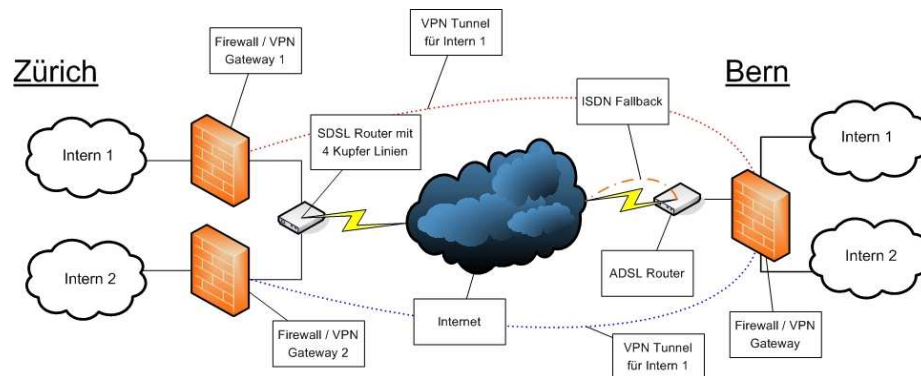 VPN Tunnel
für Intern 1
Firewall / VPN
Gateway 1
Zürich
Bern
ISDN Fallback
SDSL Router mit
4 Kupfer Linien
Intern 1
Intern 1
Intern 2
Intern 2
ADSL Router
Internet
Firewall / VPN
Gateway 2
Firewall / VPN
Gateway
VPN Tunnel
für Intern 1